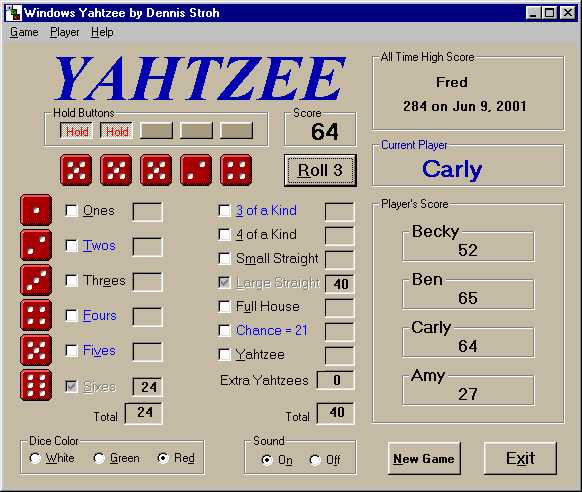 Windows Yahtzee by Dennis Stroh
Game Player Help
YAHTZEE
Hold Buttons
Hold Hold
Score
64
Roll 3
All Time High Score
Fred
284 on Jun 9, 2001
Current Player
Carly
Ones
Twos
Threes
Fours
Fives
Sixes 24
Total 24
3 of a Kind
4 of a Kind
Small Straight
Large Straight 40
Full House
Chance = 21
Yahtzee
Extra Yahtzees 0
Total 40
Player's Score
Becky
52
Ben
65
Carly
64
Amy
27
Dice Color
White Green Red
Sound
On Off
New Game
Exit